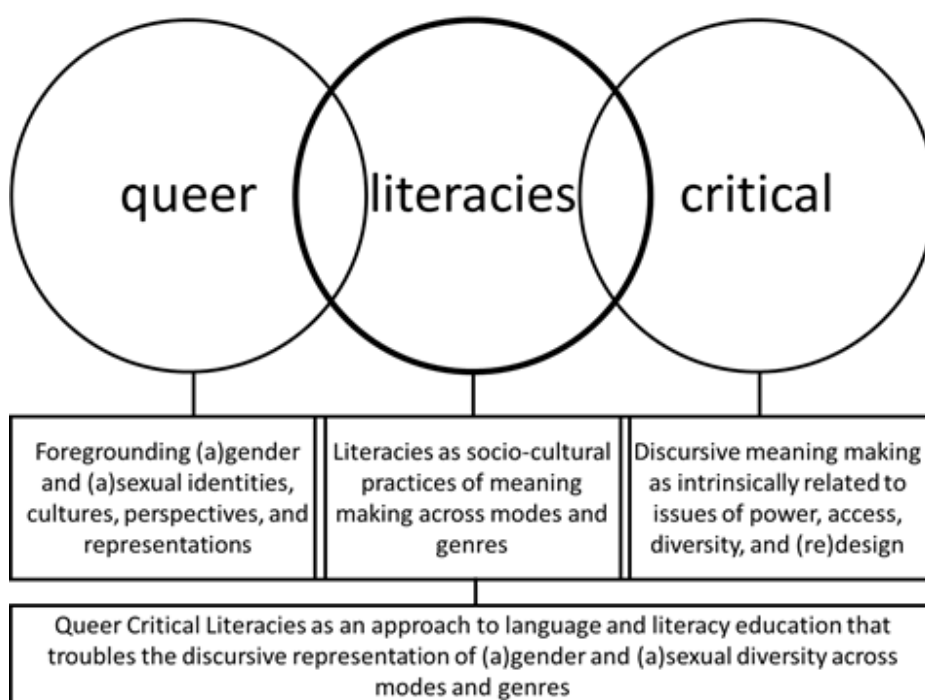 queer
literacies
critical
Foregrounding (a)gender
and (a)sexual identities,
cultures, perspectives, and
representations
Literacies as socio-cultural
practices of meaning
making across modes and
genres
Discursive meaning making
as intrinsically related to
issues of power, access,
diversity, and (re)design
Queer Critical Literacies as an approach to language and literacy education that
troubles the discursive representation of (a)gender and (a)sexual diversity across
modes and genres